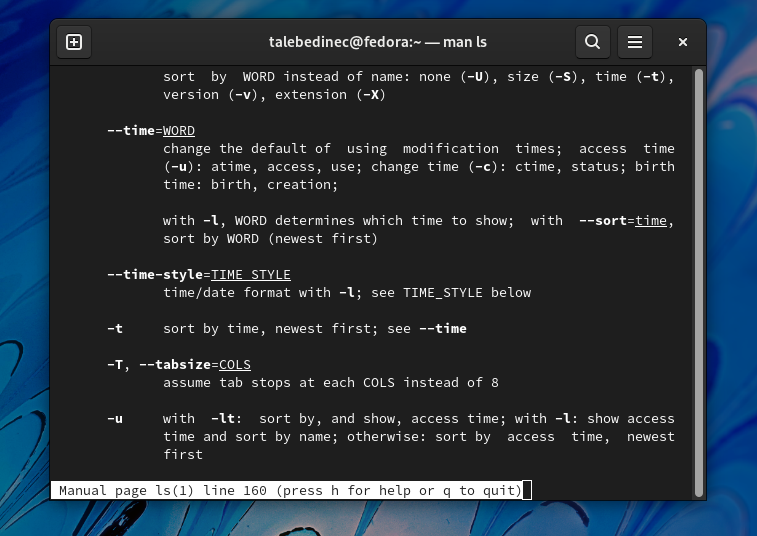 talebedinec@fedora:~ — man ls
sort  by  WORD instead of name: none (-U), size (-S), time (-t),
version (-v), extension (-X)
--time=WORD
change the default of  using  modification  times;  access  time
(-u): atime, access, use; change time (-c): ctime, status; birth
time: birth, creation;
with -l, WORD determines which time to show;  with  --sort=time,
sort by WORD (newest first)
--time-style=TIME_STYLE
time/date format with -l; see TIME_STYLE below
-t     sort by time, newest first; see --time
-T, --tabsize=COLS
assume tab stops at each COLS instead of 8
-u     with  -lt:  sort by, and show, access time; with -l: show access
time and sort by name; otherwise: sort by  access  time,  newest
first
Manual page ls(1) line 160 (press h for help or q to quit)